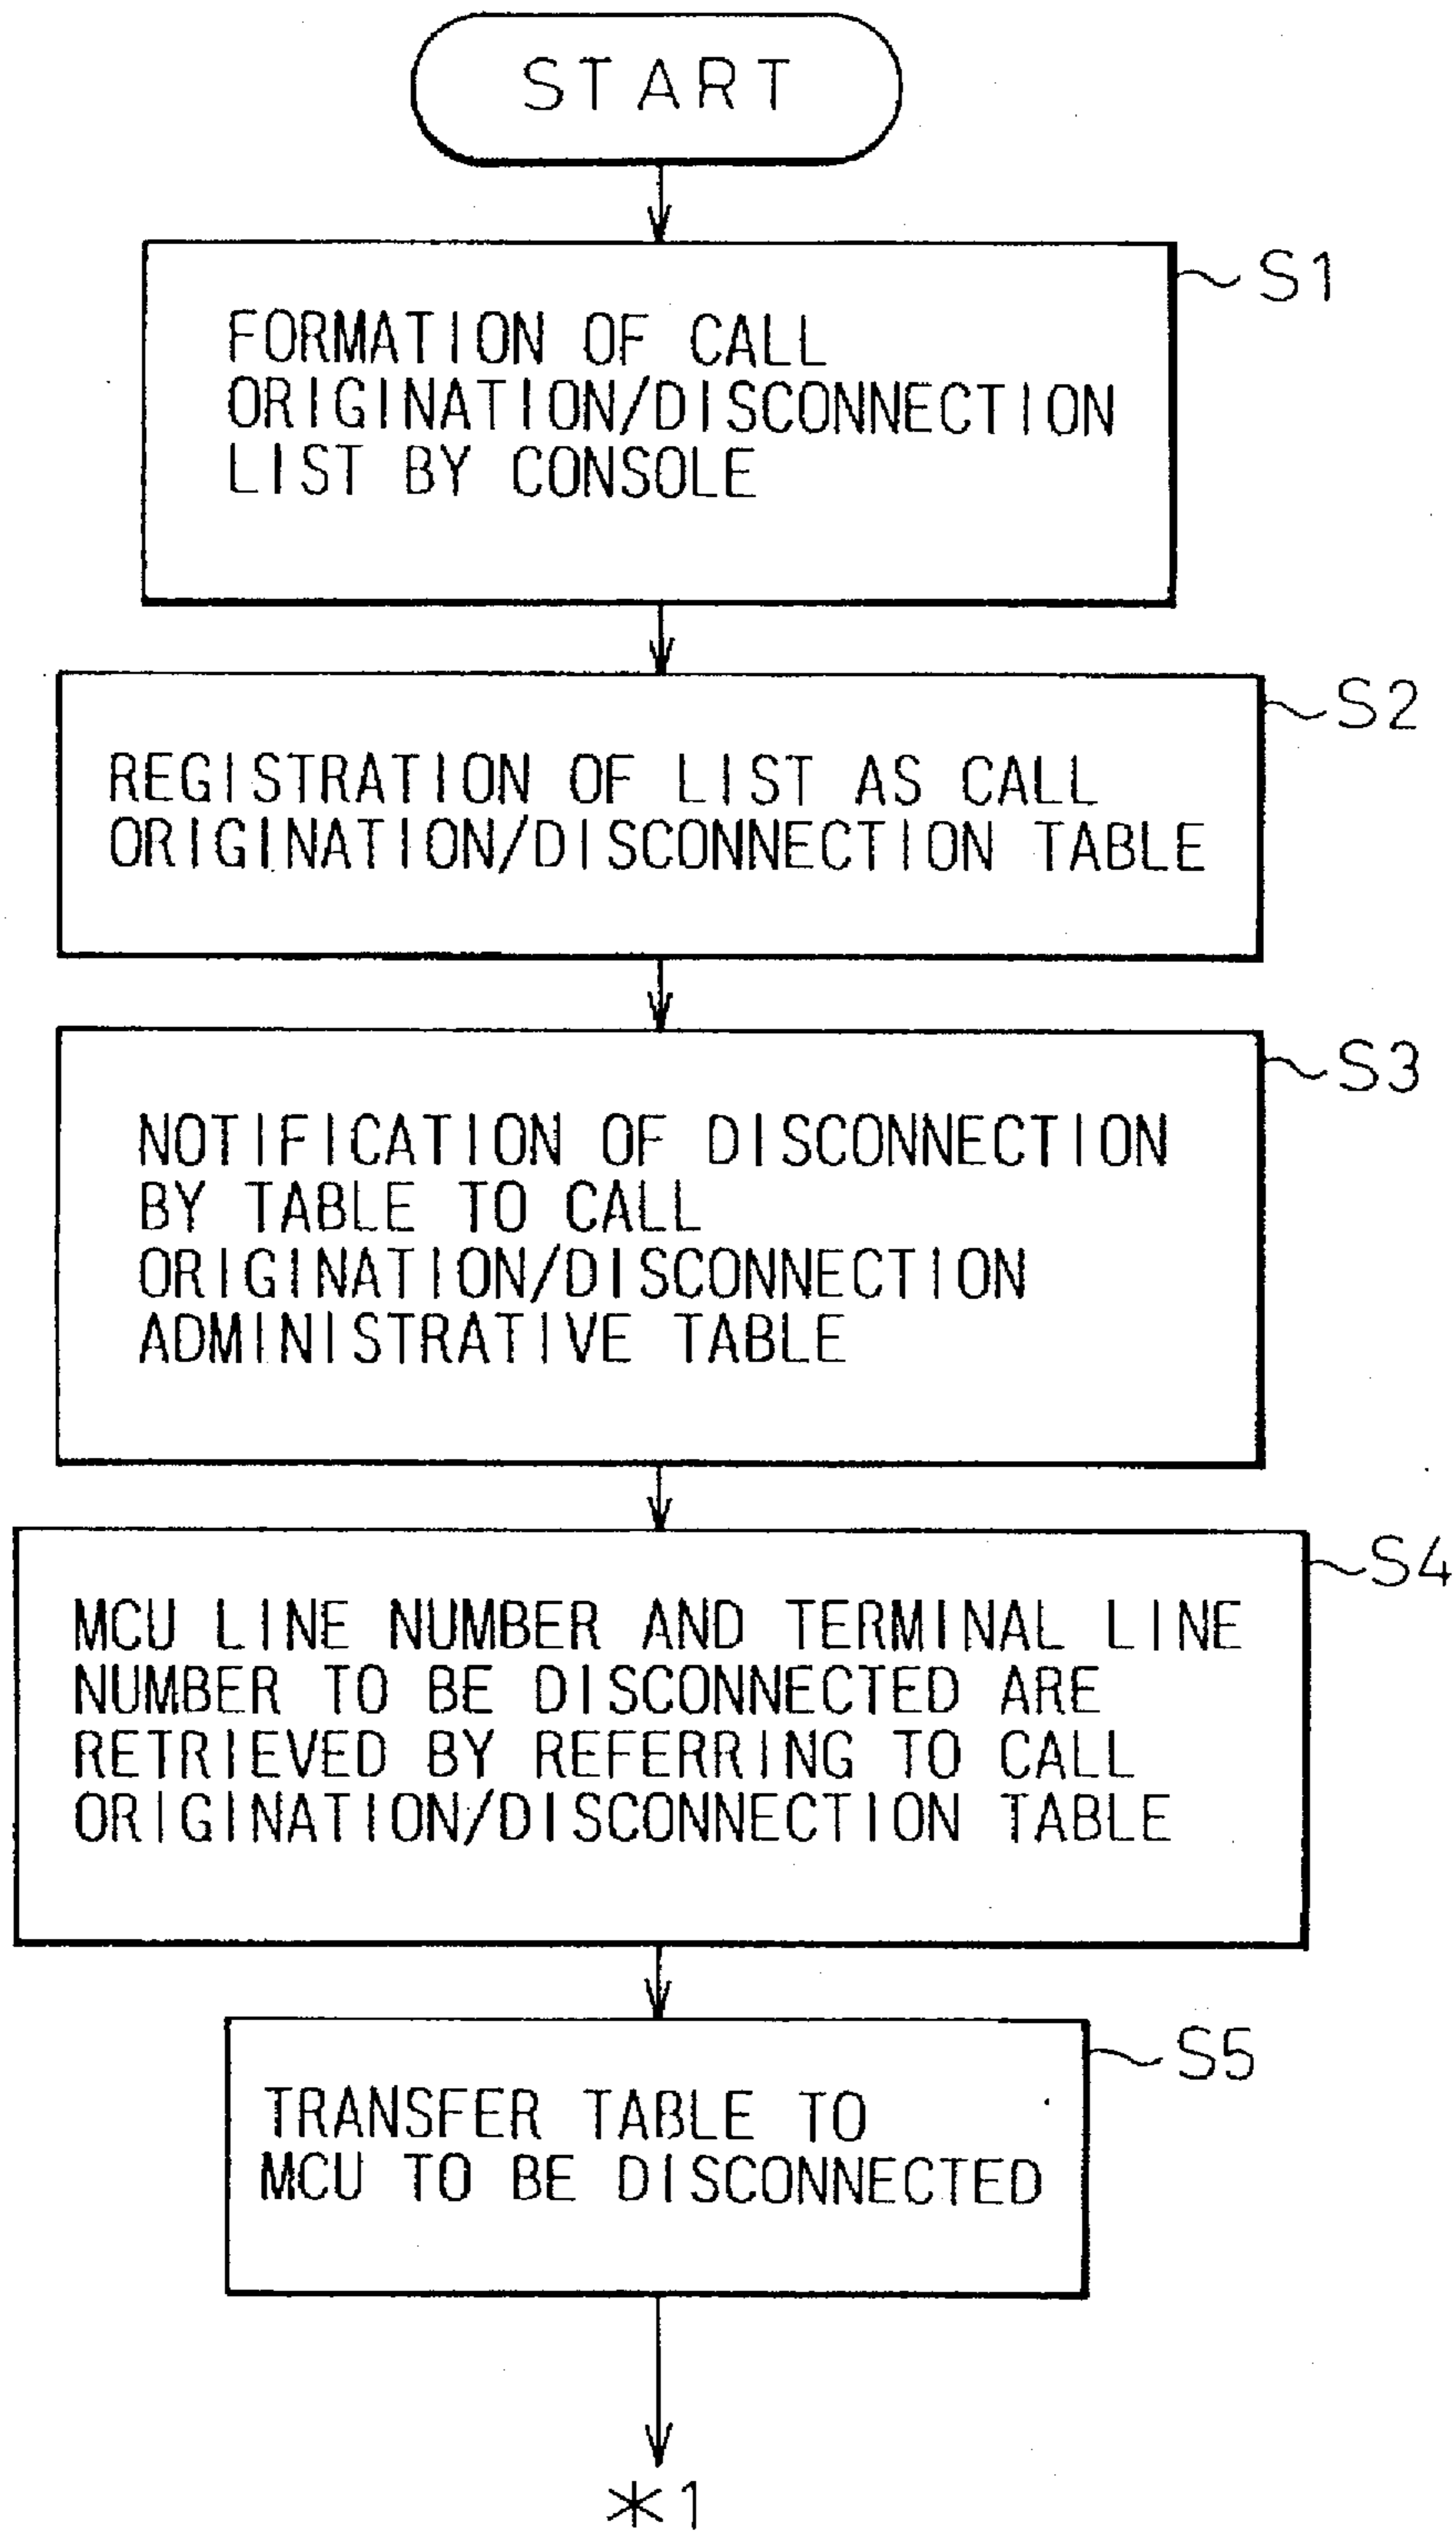 START
S1
FORMATION OF CALL
ORIGINATION/DISCONNECTION
LIST BY CONSOLE
S2
REGISTRATION OF LIST AS CALL
ORIGINATION/DISCONNECTION TABLE
S3
NOTIFICATION OF DISCONNECTION
BY TABLE TO CALL
ORIGINATION/DISCONNECTION
ADMINISTRATIVE TABLE
S4
MCU LINE NUMBER AND TERMINAL LINE
NUMBER TO BE DISCONNECTED ARE
RETRIEVED BY REFERRING TO CALL
ORIGINATION/DISCONNECTION TABLE
S5
TRANSFER TABLE TO
MCU TO BE DISCONNECTED
*1